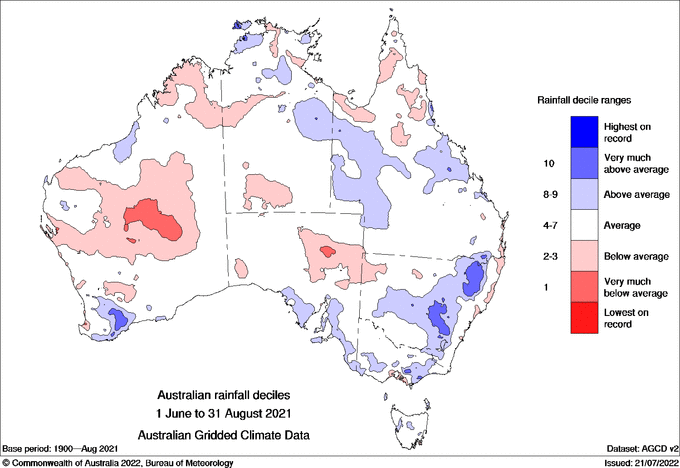 Rainfall decile ranges
Highest on
record
10 Very much
above average
8-9 Above average
4-7 Average
2-3 Below average
1 Very much
below average
Lowest on
record
Australian rainfall deciles
1 June to 31 August 2021
Australian Gridded Climate Data
Base period: 1900—Aug 2021
Dataset: AGCD v2
© Commonwealth of Australia 2022, Bureau of Meteorology
Issued: 21/07/2022